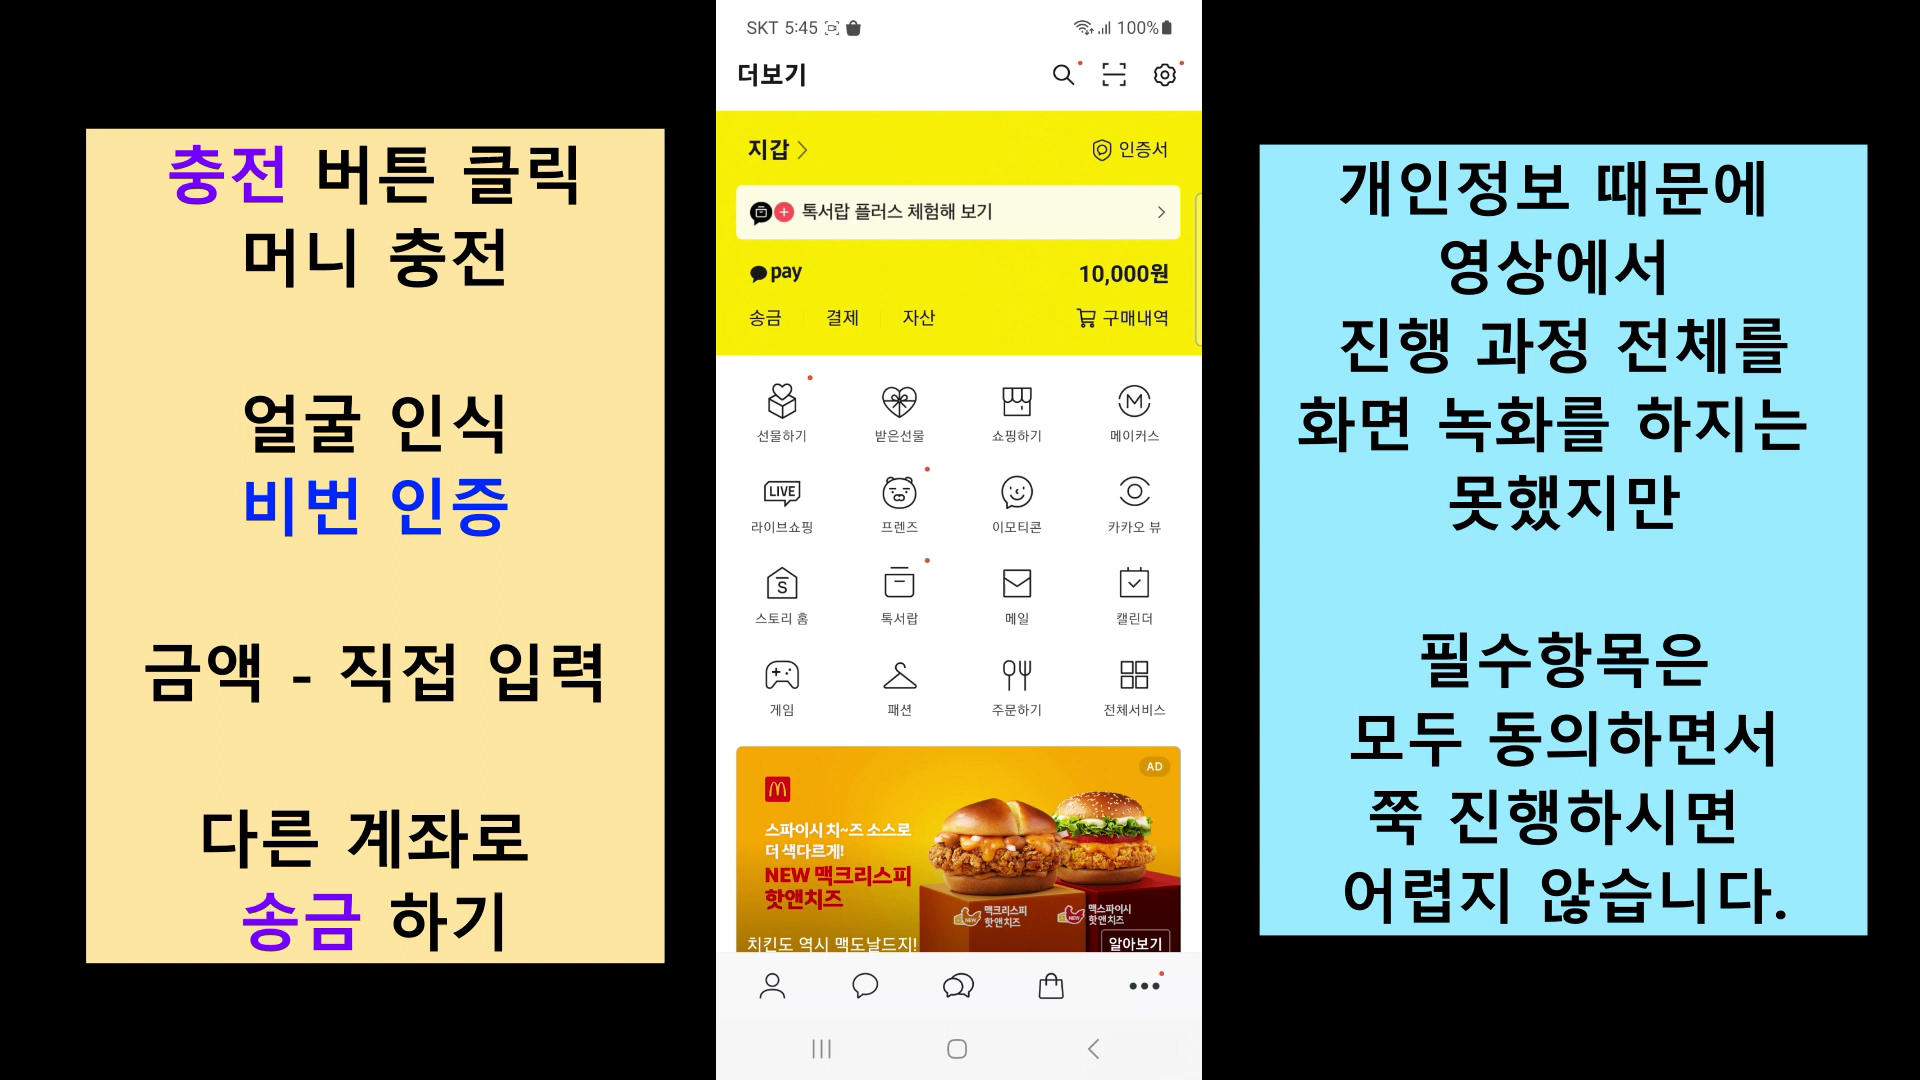 충전 버튼 클릭
머니 충전
얼굴 인식
비번 인증
금액 - 직접 입력
다른 계좌로
송금 하기
SKT 5:45
100%
더보기
지갑
인증서
톡서랍 플러스 체험해 보기
pay
10,000원
송금
결제
자산
구매내역
선물하기
받은선물
쇼핑하기
메이커스
LIVE
라이브쇼핑
프렌즈
이모티콘
카카오 뷰
스토리 홈
톡서랍
메일
캘린더
게임
패션
주문하기
전체서비스
AD
스파이시 치~즈 소스로
더 색다르게!
NEW 맥크리스피
핫앤치즈
NEW
맥크리스피
핫앤치즈
NEW
맥스파이시
핫앤치즈
치킨도 역시 맥도날드지!
알아보기
개인정보 때문에
영상에서
진행 과정 전체를
화면 녹화를 하지는
못했지만
필수항목은
모두 동의하면서
쭉 진행하시면
어렵지 않습니다.